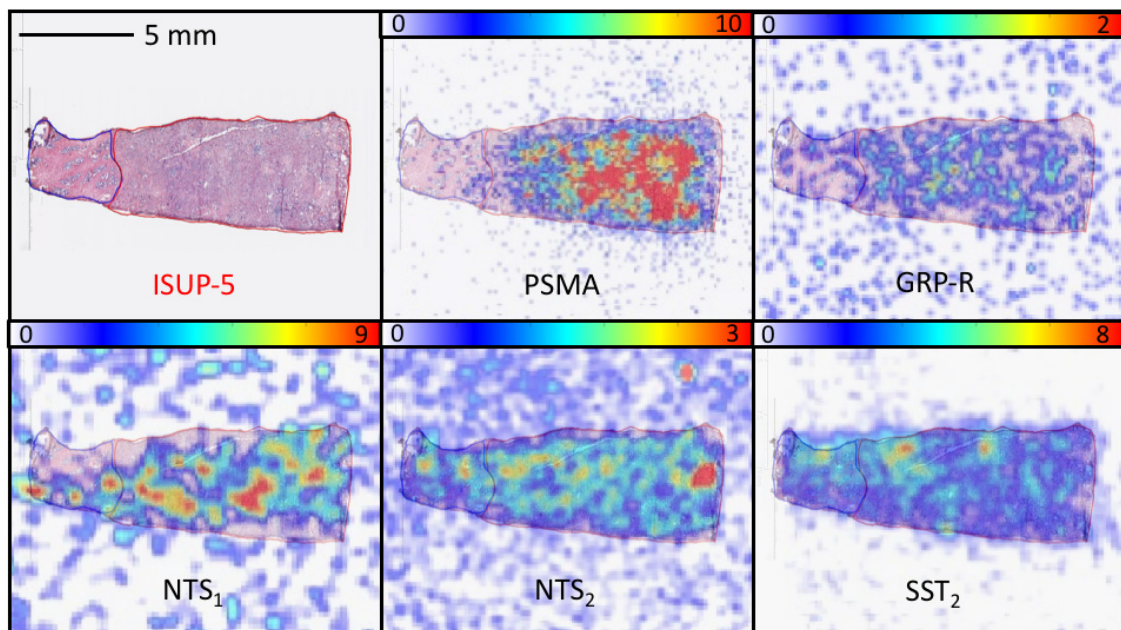 5 mm
0 10
0 2
ISUP-5
PSMA
GRP-R
0 9
0 3
0 8
NTS1
NTS2
SST2